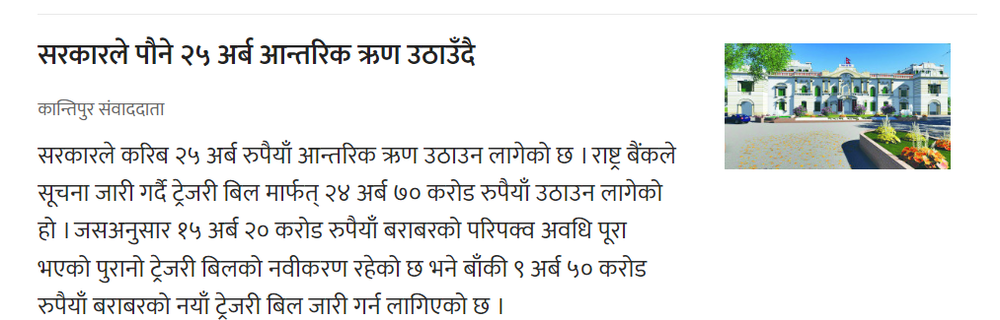 सरकारले पौने २५ अर्ब आन्तरिक ऋण उठाउँदै
कान्तिपुर संवाददाता
सरकारले करिब २५ अर्ब रुपैयाँ आन्तरिक ऋण उठाउन लागेको छ । राष्ट्र बैंकले
सूचना जारी गर्दै ट्रेजरी बिल मार्फत् २४ अर्ब ७० करोड रुपैयाँ उठाउन लागेको
हो । जसअनुसार १५ अर्ब २० करोड रुपैयाँ बराबरको परिपक्व अवधि पूरा
भएको पुरानो ट्रेजरी बिलको नवीकरण रहेको छ भने बाँकी ९ अर्ब ५० करोड
रुपैयाँ बराबरको नयाँ ट्रेजरी बिल जारी गर्न लागिएको छ ।